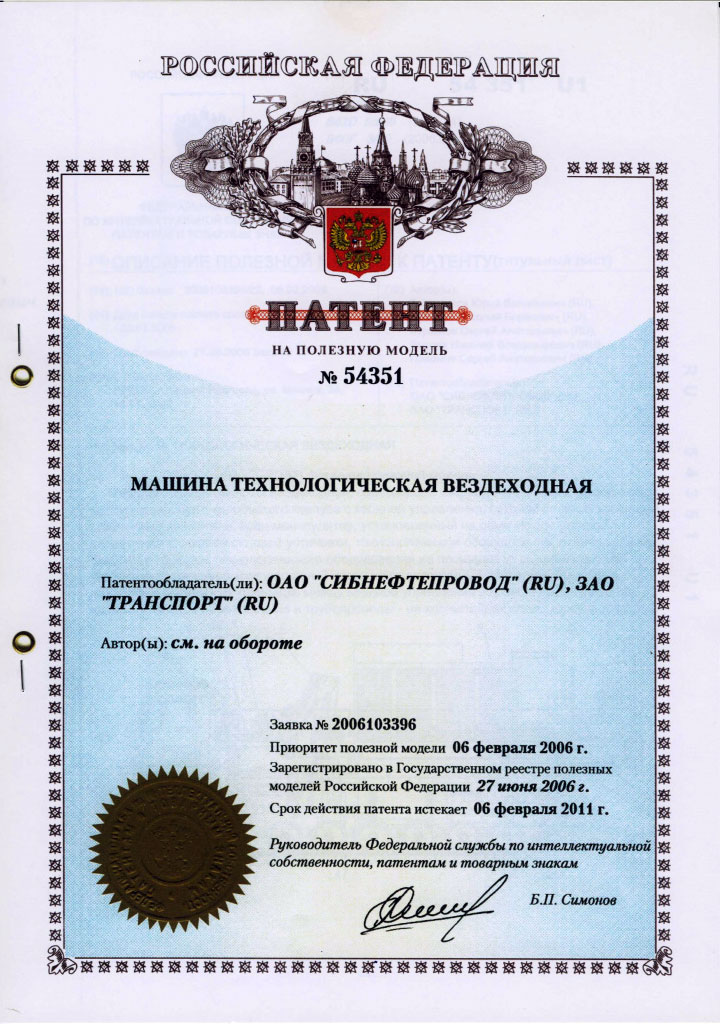 РОССИЙСКАЯ ФЕДЕРАЦИЯ
ПАТЕНТ
НА ПОЛЕЗНУЮ МОДЕЛЬ
№ 54351
МАШИНА ТЕХНОЛОГИЧЕСКАЯ ВЕЗДЕХОДНАЯ
Патентообладатель(ли): ОАО "СИБНЕФТЕПРОВОД" (RU), ЗАО
"ТРАНСПОРТ" (RU)
Автор(ы): см. на обороте
Заявка № 2006103396
Приоритет полезной модели 06 февраля 2006 г.
Зарегистрировано в Государственном реестре полезных
моделей Российской Федерации 27 июня 2006 г.
Срок действия патента истекает 06 февраля 2011 г.
Руководитель Федеральной службы по интеллектуальной
собственности, патентам и товарным знакам
Б.П. Симонов